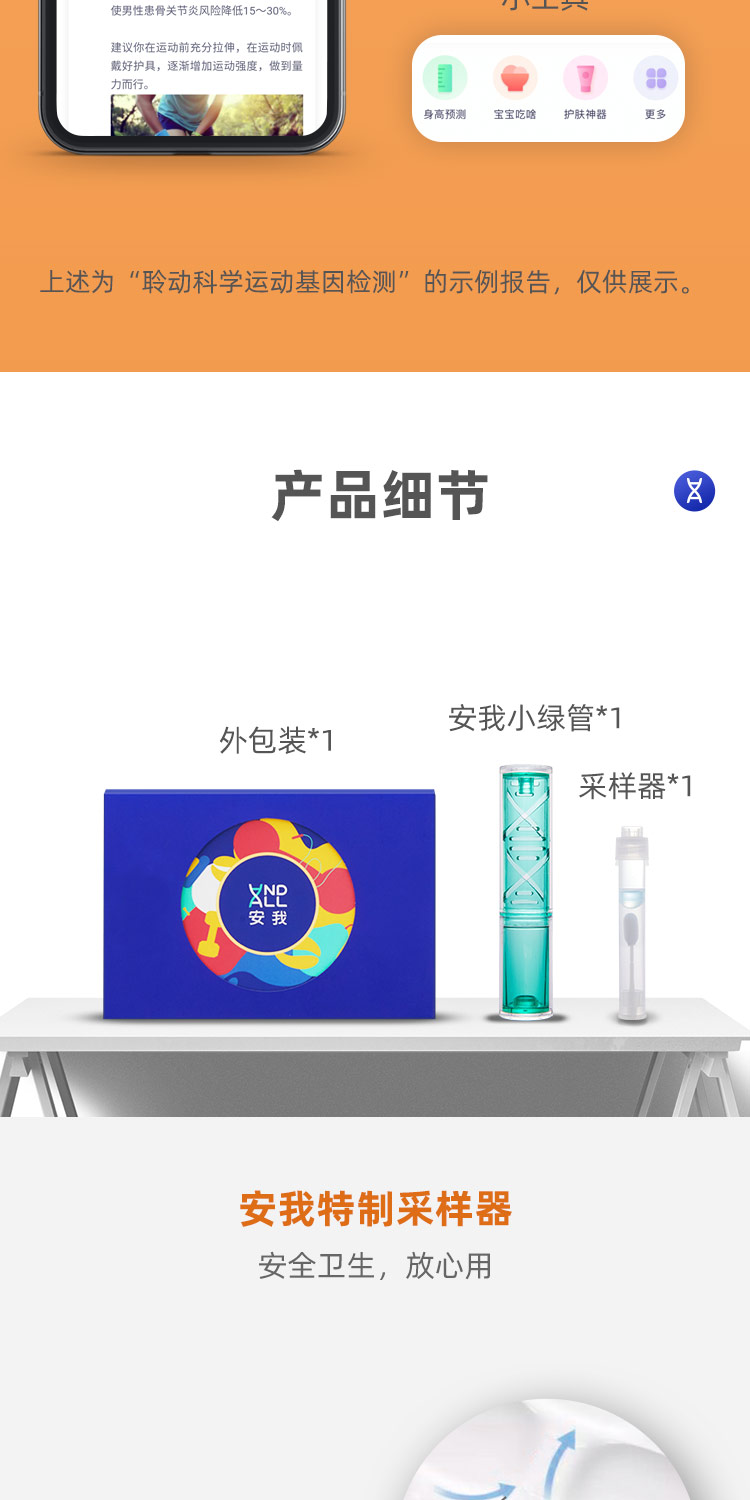 使男性患骨关节炎风险降低15～30%。
建议你在运动前充分拉伸，在运动时佩
戴好护具，逐渐增加运动强度，做到量
力而行。
小工具
身高预测
宝宝吃啥
护肤神器
更多
上述为“聆动科学运动基因检测”的示例报告，仅供展示。
产品细节
安我小绿管*1
外包装*1
采样器*1
AND
ALL
安我
安我特制采样器
安全卫生，放心用